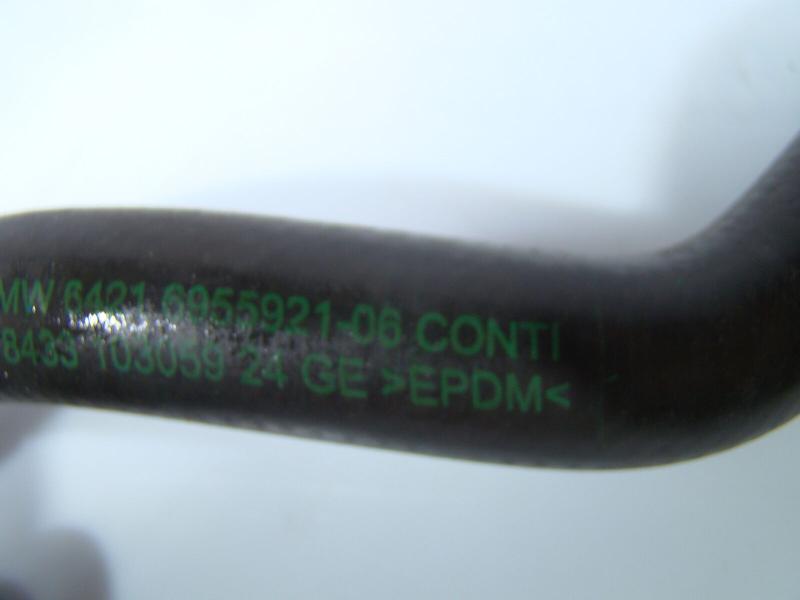 MW 6421 6955921-06 CONTI
8433 103059 24 GE >EPDM<